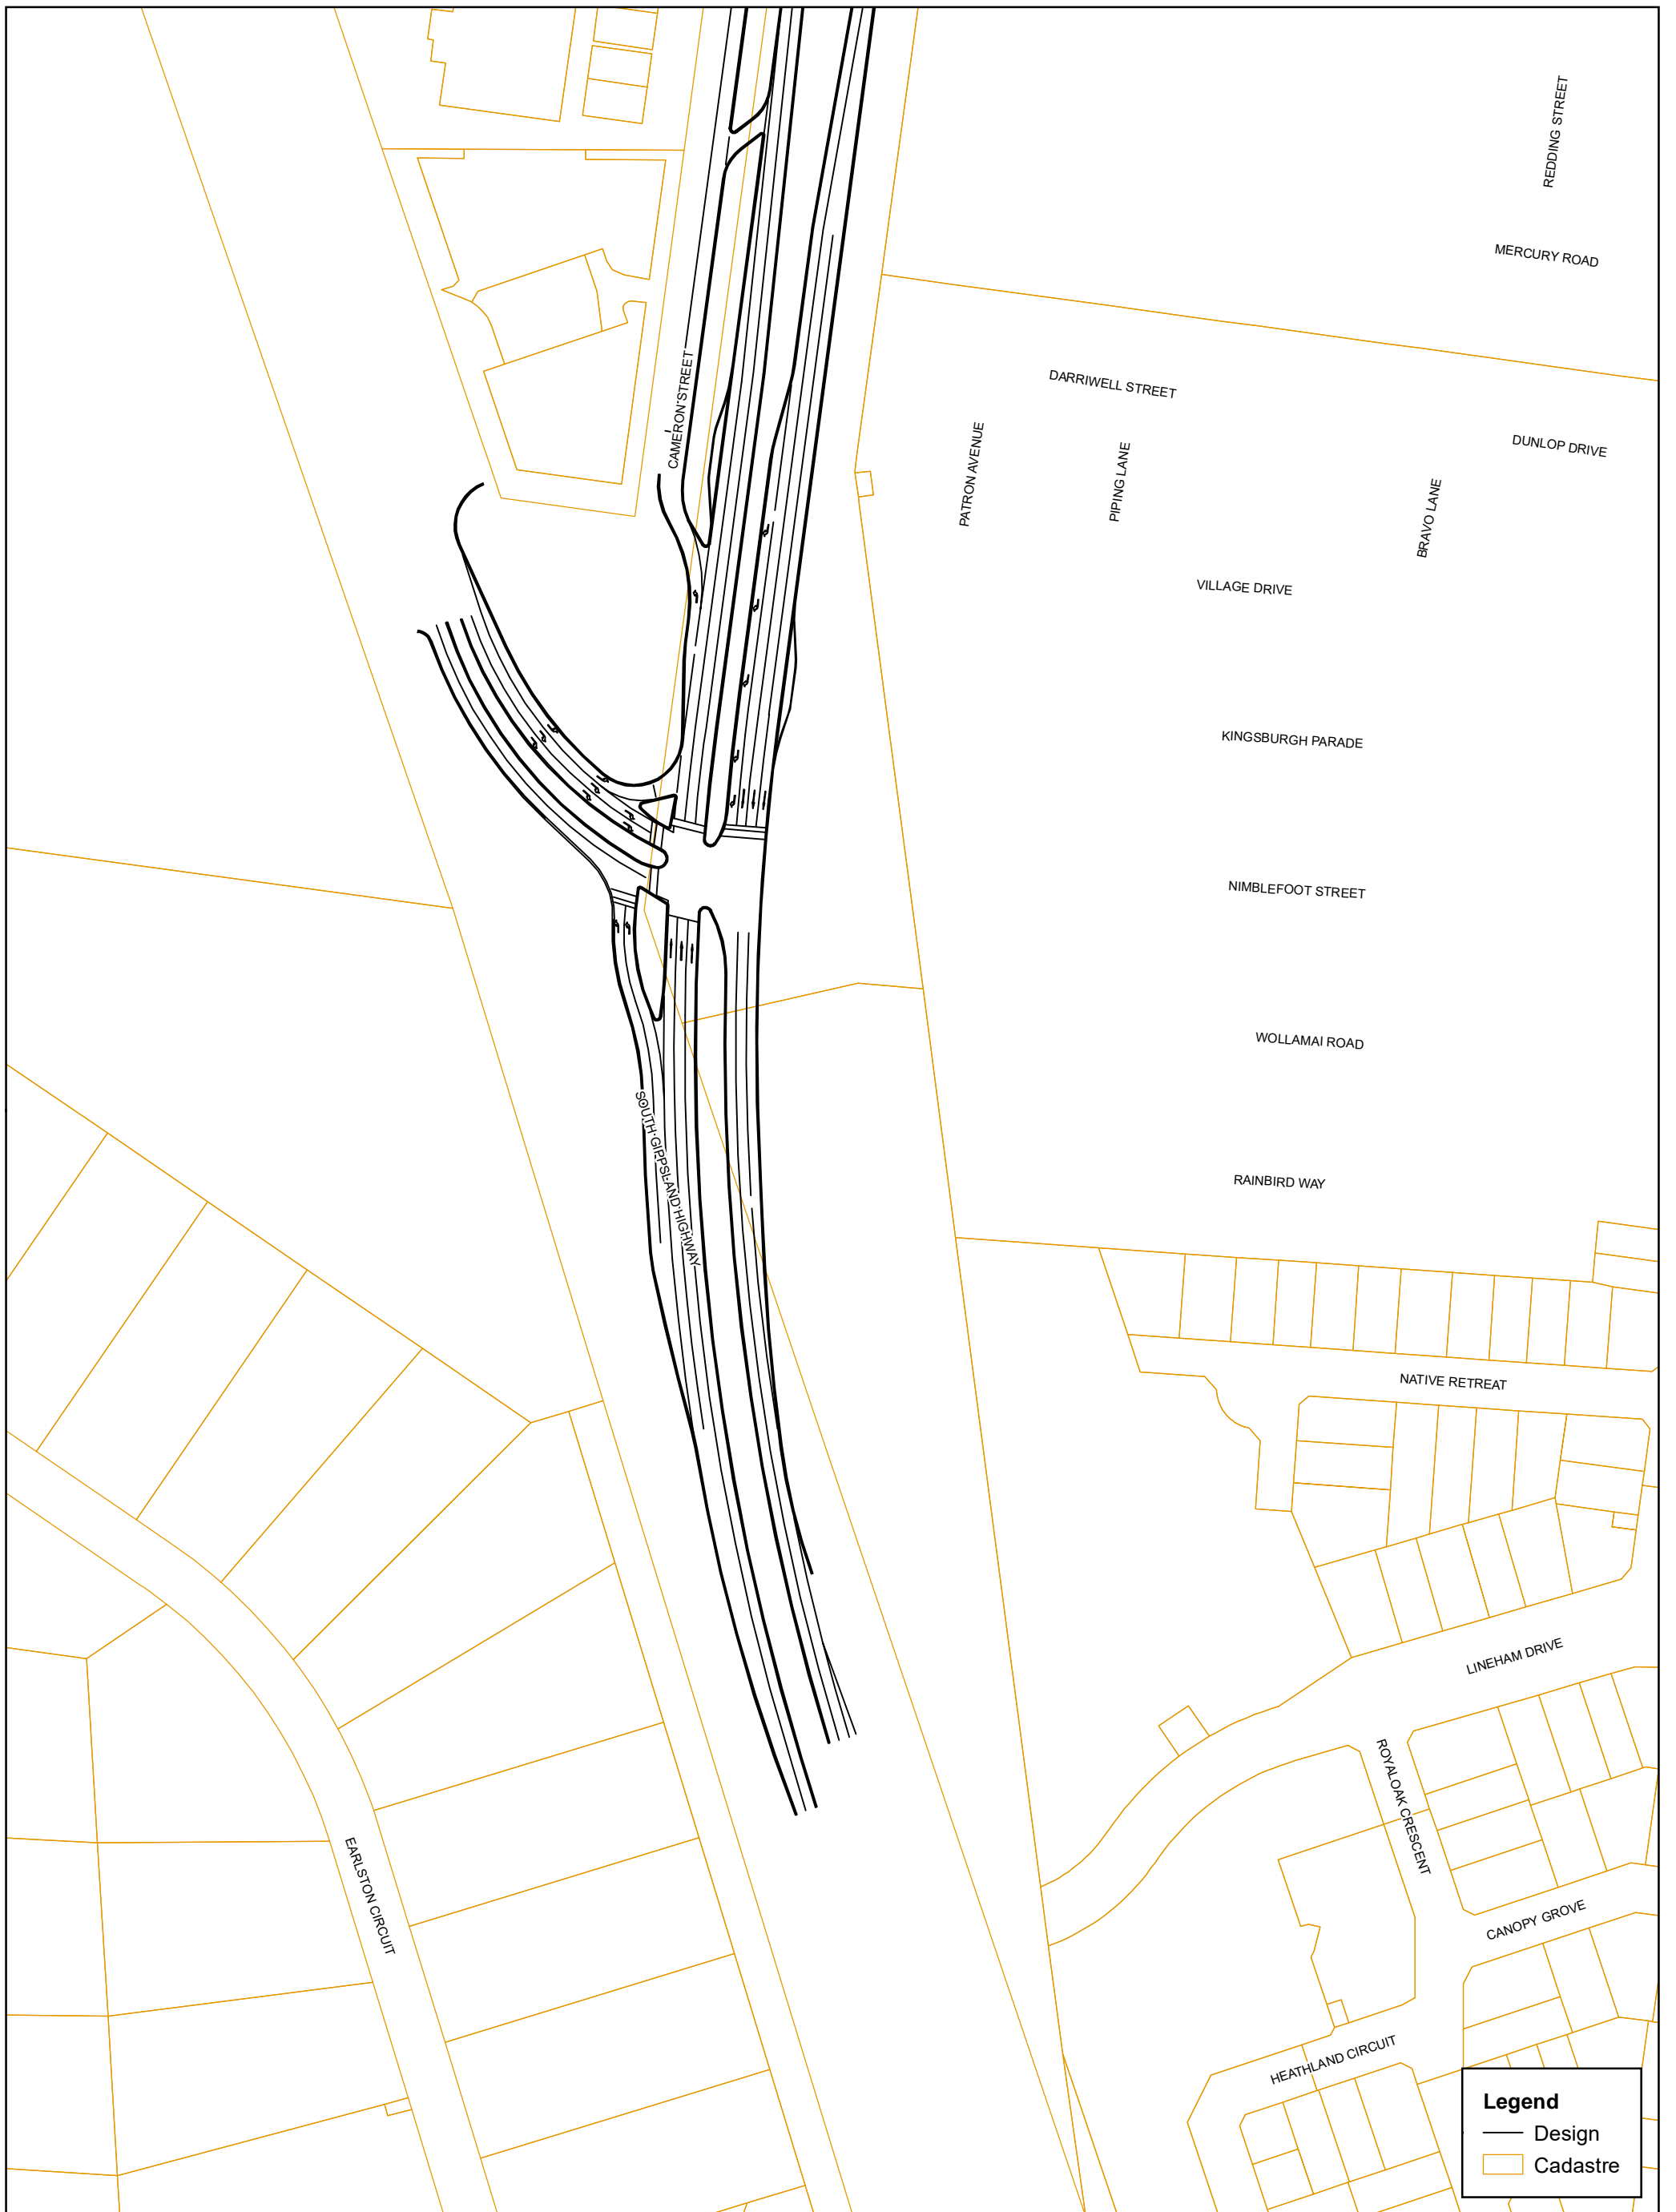 REDDING STREET
MERCURY ROAD
CAMERON STREET
DARRIWELL STREET
PATRON AVENUE
PIPING LANE
DUNLOP DRIVE
BRAVO LANE
VILLAGE DRIVE
KINGSBURGH PARADE
NIMBLEFOOT STREET
WOLLAMAI ROAD
SOUTH GIPPSLAND HIGHWAY
RAINBIRD WAY
NATIVE RETREAT
LINEHAM DRIVE
ROYALOAK CRESCENT
EARLSTON CIRCUIT
CANOPY GROVE
HEATHLAND CIRCUIT
Legend
Design
Cadastre